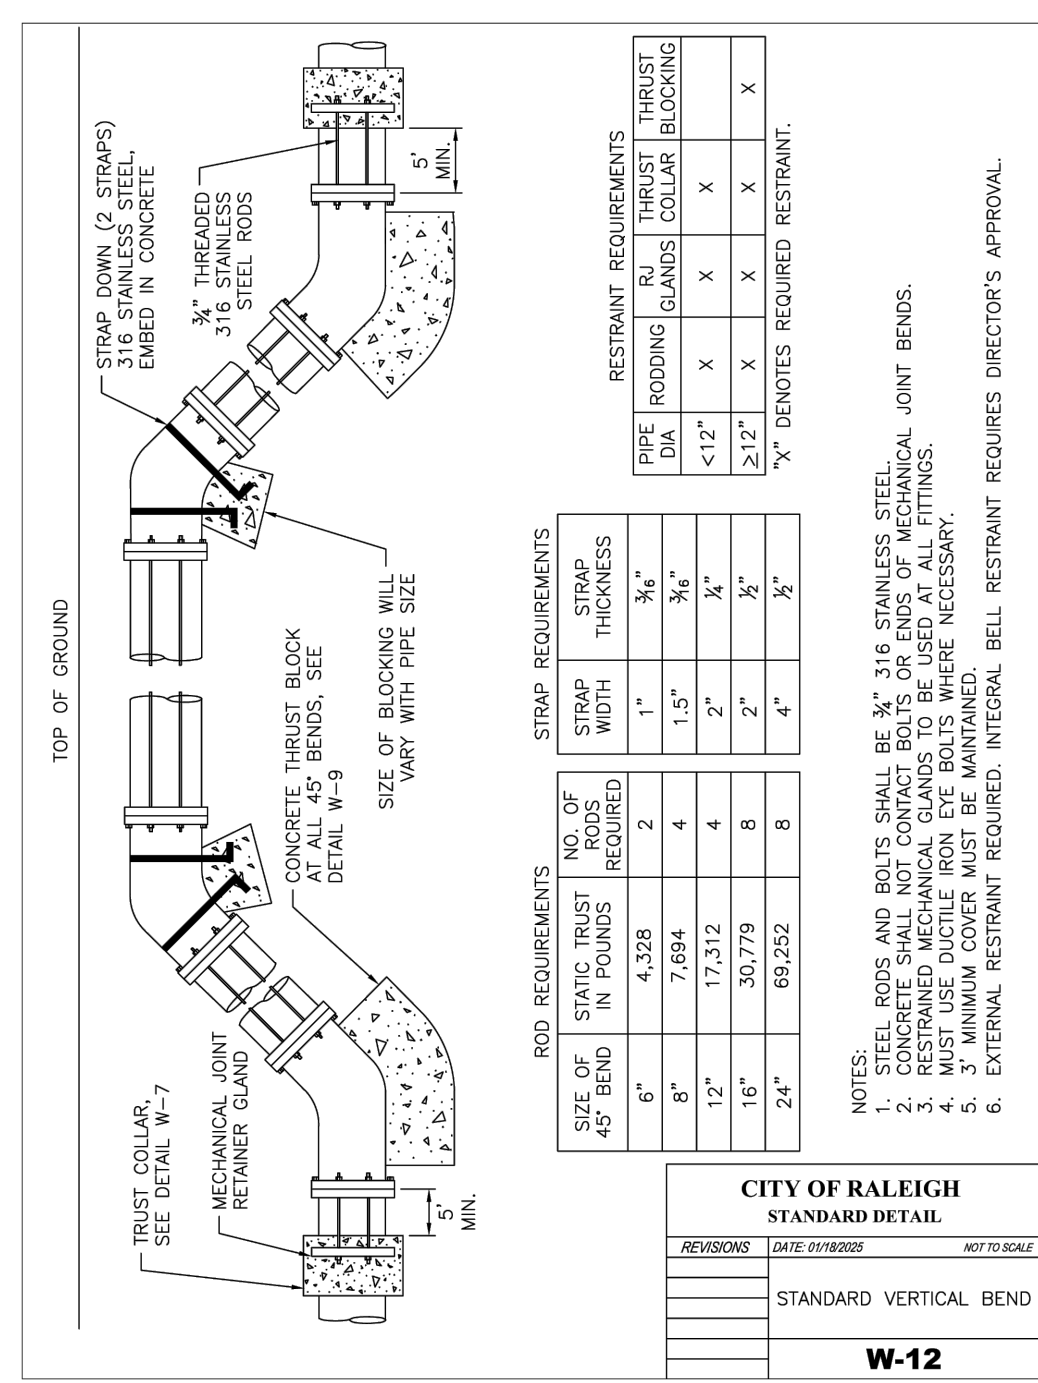 TOP OF GROUND
STRAP DOWN (2 STRAPS)
316 STAINLESS STEEL,
EMBED IN CONCRETE
¾" THREADED
316 STAINLESS
STEEL RODS
5'
MIN.
TRUST COLLAR,
SEE DETAIL W-7
MECHANICAL JOINT
RETAINER GLAND
5'
MIN.
CONCRETE THRUST BLOCK
AT ALL 45° BENDS, SEE
DETAIL W-9
SIZE OF BLOCKING WILL
VARY WITH PIPE SIZE
ROD REQUIREMENTS
SIZE OF
45° BEND
STATIC TRUST
IN POUNDS
NO. OF
RODS
REQUIRED
6" 4,328 2
8" 7,694 4
12" 17,312 4
16" 30,779 8
24" 69,252 8
STRAP REQUIREMENTS
STRAP
WIDTH
STRAP
THICKNESS
1" 3⁄16"
1.5" 3⁄16"
2" ¼"
2" ½"
4" ½"
RESTRAINT REQUIREMENTS
PIPE
DIA
RODDING
RJ
GLANDS
THRUST
COLLAR
THRUST
BLOCKING
<12" X X X
≥12" X X X X
"X" DENOTES REQUIRED RESTRAINT.
NOTES:
1. STEEL RODS AND BOLTS SHALL BE ¾" 316 STAINLESS STEEL.
2. CONCRETE SHALL NOT CONTACT BOLTS OR ENDS OF MECHANICAL JOINT BENDS.
3. RESTRAINED MECHANICAL GLANDS TO BE USED AT ALL FITTINGS.
4. MUST USE DUCTILE IRON EYE BOLTS WHERE NECESSARY.
5. 3' MINIMUM COVER MUST BE MAINTAINED.
6. EXTERNAL RESTRAINT REQUIRED. INTEGRAL BELL RESTRAINT REQUIRES DIRECTOR'S APPROVAL.
CITY OF RALEIGH
STANDARD DETAIL
REVISIONS DATE: 01/18/2025 NOT TO SCALE
STANDARD VERTICAL BEND
W-12